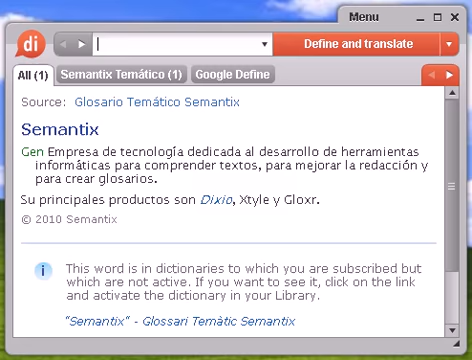 Menu
di
Define and translate
All (1)
Semantix Temático (1)
Google Define
Source: Glosario Temático Semantix
Semantix
Gen Empresa de tecnología dedicada al desarrollo de herramientas
informáticas para comprender textos, para mejorar la redacción y
para crear glosarios.
Su principales productos son Dixio, Xtyle y Gloxr.
© 2010 Semantix
i
This word is in dictionaries to which you are subscribed but
which are not active. If you want to see it, click on the link
and activate the dictionary in your Library.
"Semantix" - Glossari Temàtic Semantix